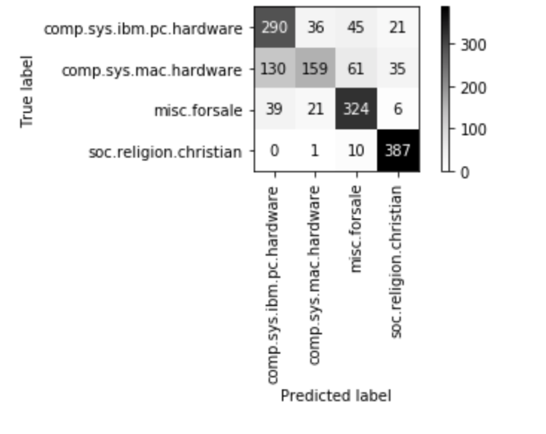 True label
comp.sys.ibm.pc.hardware 290 36 45 21
comp.sys.mac.hardware 130 159 61 35
misc.forsale 39 21 324 6
soc.religion.christian 0 1 10 387
comp.sys.ibm.pc.hardware
comp.sys.mac.hardware
misc.forsale
soc.religion.christian
Predicted label
300
200
100
0